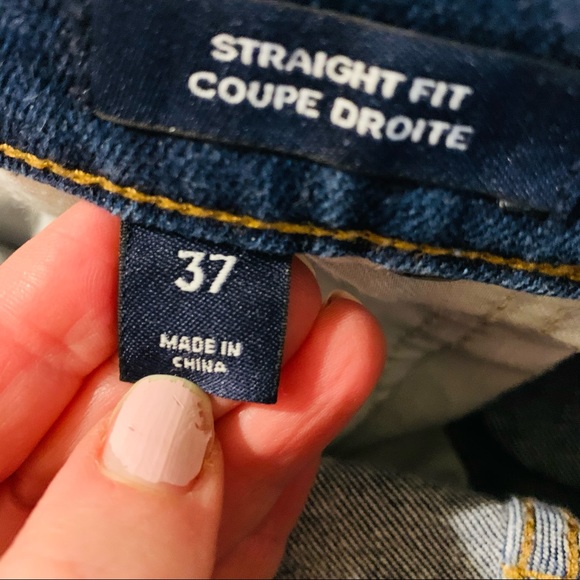 STRAIGHT FIT
COUPE DROITE
37
MADE IN
CHINA